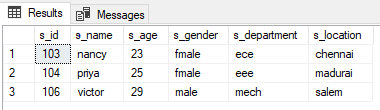 Results Messages
s_id s_name s_age s_gender s_department s_location
1 103 nancy 23 fmale ece chennai
2 104 priya 25 fmale eee madurai
3 106 victor 29 male mech salem